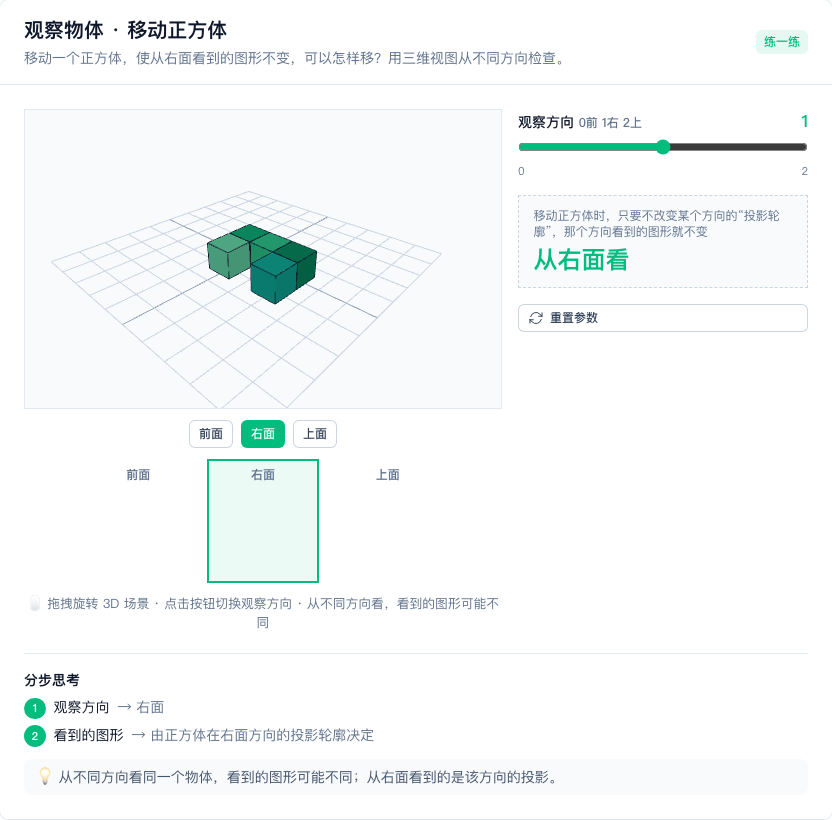 观察物体 · 移动正方体
移动一个正方体，使从右面看到的图形不变，可以怎样移？用三维视图从不同方向检查。
练一练
观察方向 0前 1右 2上
1
0
2
移动正方体时，只要不改变某个方向的"投影轮
廓"，那个方向看到的图形就不变
从右面看
重置参数
前面
右面
上面
前面
右面
上面
拖拽旋转 3D 场景 · 点击按钮切换观察方向 · 从不同方向看，看到的图形可能不
同
分步思考
1 观察方向 → 右面
2 看到的图形 → 由正方体在右面方向的投影轮廓决定
从不同方向看同一个物体，看到的图形可能不同；从右面看到的是该方向的投影。